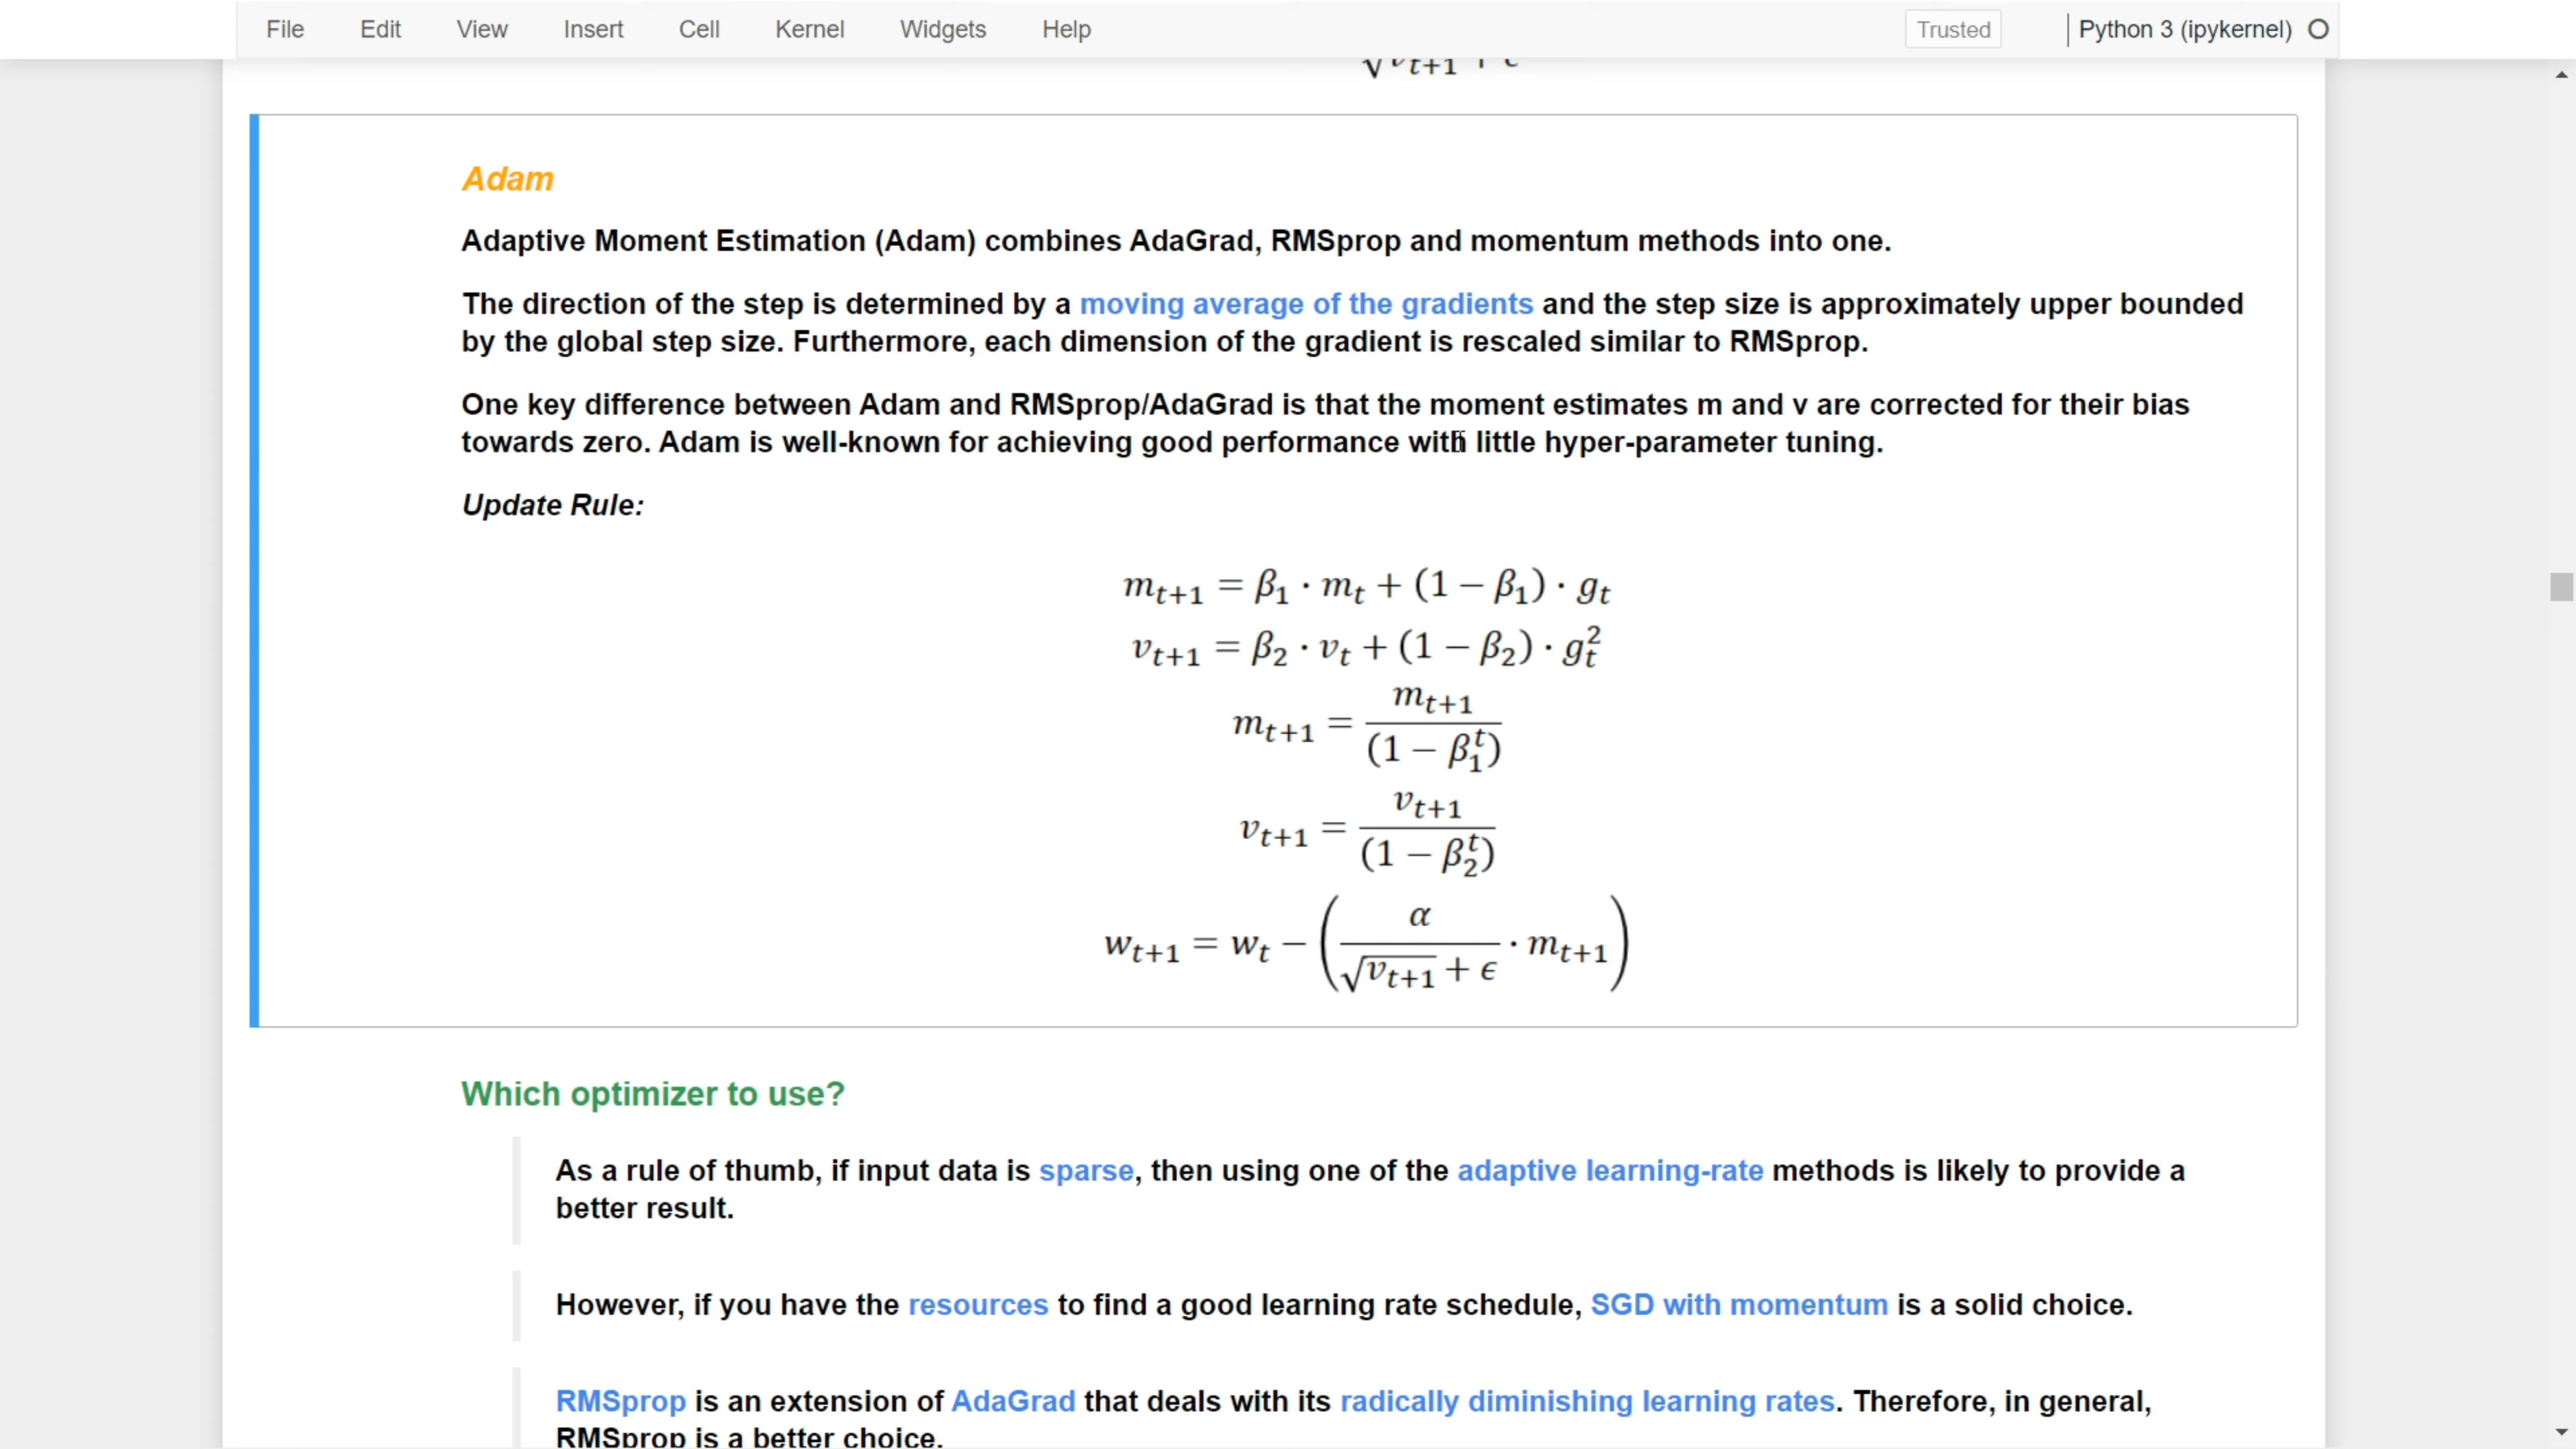 File Edit View Insert Cell Kernel Widgets Help Trusted Python 3 (ipykernel)
√v_{t+1} + ϵ
Adam
Adaptive Moment Estimation (Adam) combines AdaGrad, RMSprop and momentum methods into one.
The direction of the step is determined by a moving average of the gradients and the step size is approximately upper bounded
by the global step size. Furthermore, each dimension of the gradient is rescaled similar to RMSprop.
One key difference between Adam and RMSprop/AdaGrad is that the moment estimates m and v are corrected for their bias
towards zero. Adam is well-known for achieving good performance with little hyper-parameter tuning.
Update Rule:
m_{t+1} = β_1 · m_t + (1 − β_1) · g_t
v_{t+1} = β_2 · v_t + (1 − β_2) · g_t^2
m_{t+1} = m_{t+1} / (1 − β_1^t)
v_{t+1} = v_{t+1} / (1 − β_2^t)
w_{t+1} = w_t − (α / (√v_{t+1} + ϵ) · m_{t+1})
Which optimizer to use?
As a rule of thumb, if input data is sparse, then using one of the adaptive learning-rate methods is likely to provide a
better result.
However, if you have the resources to find a good learning rate schedule, SGD with momentum is a solid choice.
RMSprop is an extension of AdaGrad that deals with its radically diminishing learning rates. Therefore, in general,
RMSprop is a better choice.